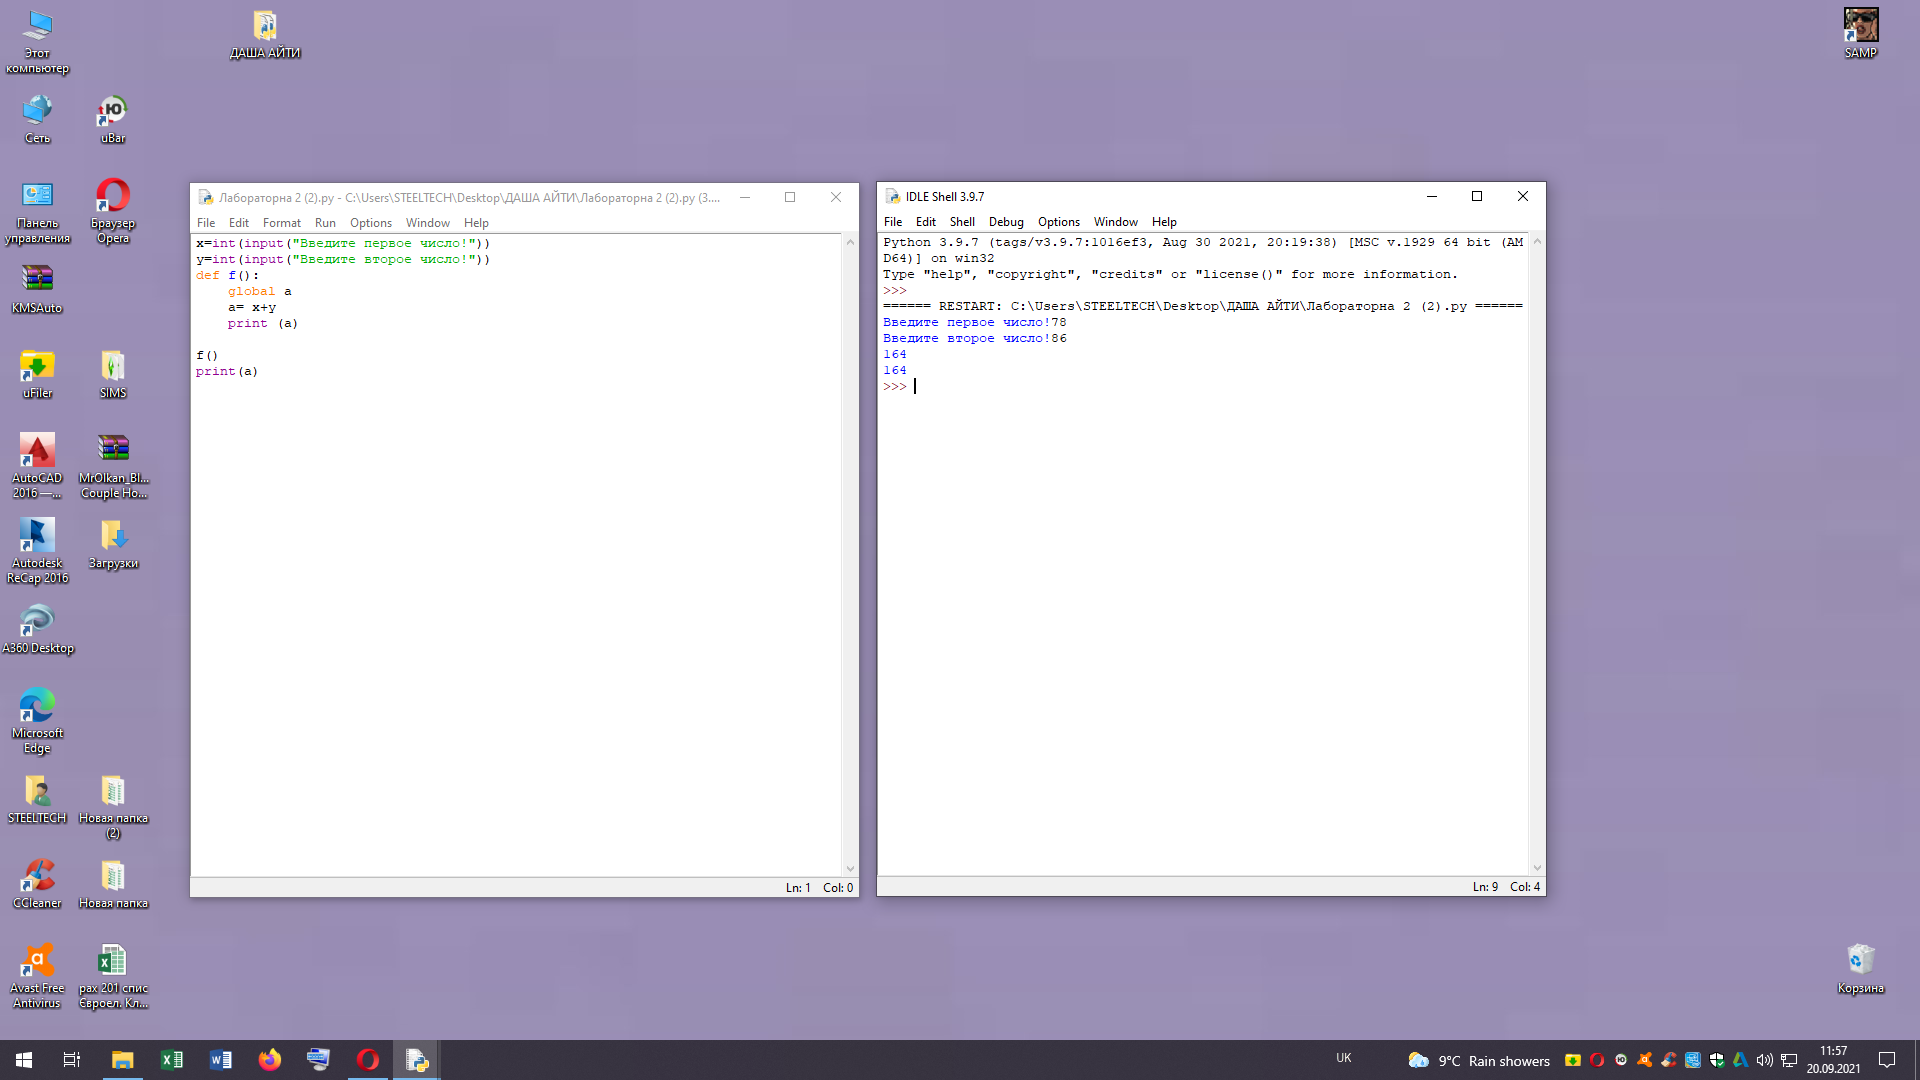 Этот
компьютер
ДАША АЙТИ
SAMP
Сеть
uBar
Панель
управления
Браузер
Opera
KMSAuto
uFiler
SIMS
AutoCAD
2016 —...
MrOlkan_Bl...
Couple Ho...
Autodesk
ReCap 2016
Загрузки
A360 Desktop
Microsoft
Edge
STEELTECH
Новая папка
(2)
CCleaner
Новая папка
Avast Free
Antivirus
рах 201 спис
Євроел. Кл...
Корзина
Лабораторна 2 (2).py - C:\Users\STEELTECH\Desktop\ДАША АЙТИ\Лабораторна 2 (2).py (3....
File Edit Format Run Options Window Help
x=int(input("Введите первое число!"))
y=int(input("Введите второе число!"))
def f():
    global a
    a= x+y
    print (a)
f()
print(a)
Ln: 1 Col: 0
IDLE Shell 3.9.7
File Edit Shell Debug Options Window Help
Python 3.9.7 (tags/v3.9.7:1016ef3, Aug 30 2021, 20:19:38) [MSC v.1929 64 bit (AM
D64)] on win32
Type "help", "copyright", "credits" or "license()" for more information.
>>>
====== RESTART: C:\Users\STEELTECH\Desktop\ДАША АЙТИ\Лабораторна 2 (2).py ======
Введите первое число!78
Введите второе число!86
164
164
>>>
Ln: 9 Col: 4
UK
9°C Rain showers
11:57
20.09.2021